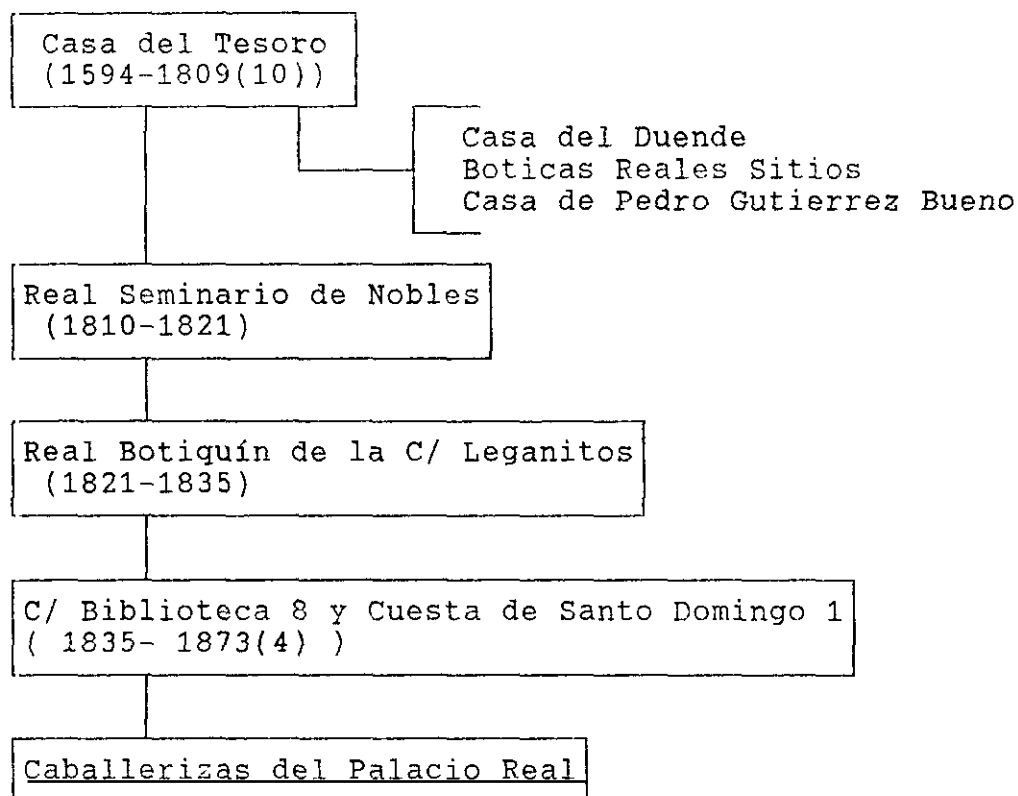 Casa del Tesoro
(1594-1809(10))
Casa del Duende
Boticas Reales Sitios
Casa de Pedro Gutierrez Bueno
Real Seminario de Nobles
(1810-1821)
Real Botiquín de la C/ Leganitos
(1821-1835)
C/ Biblioteca 8 y Cuesta de Santo Domingo 1
( 1835- 1873(4) )
Caballerizas del Palacio Real